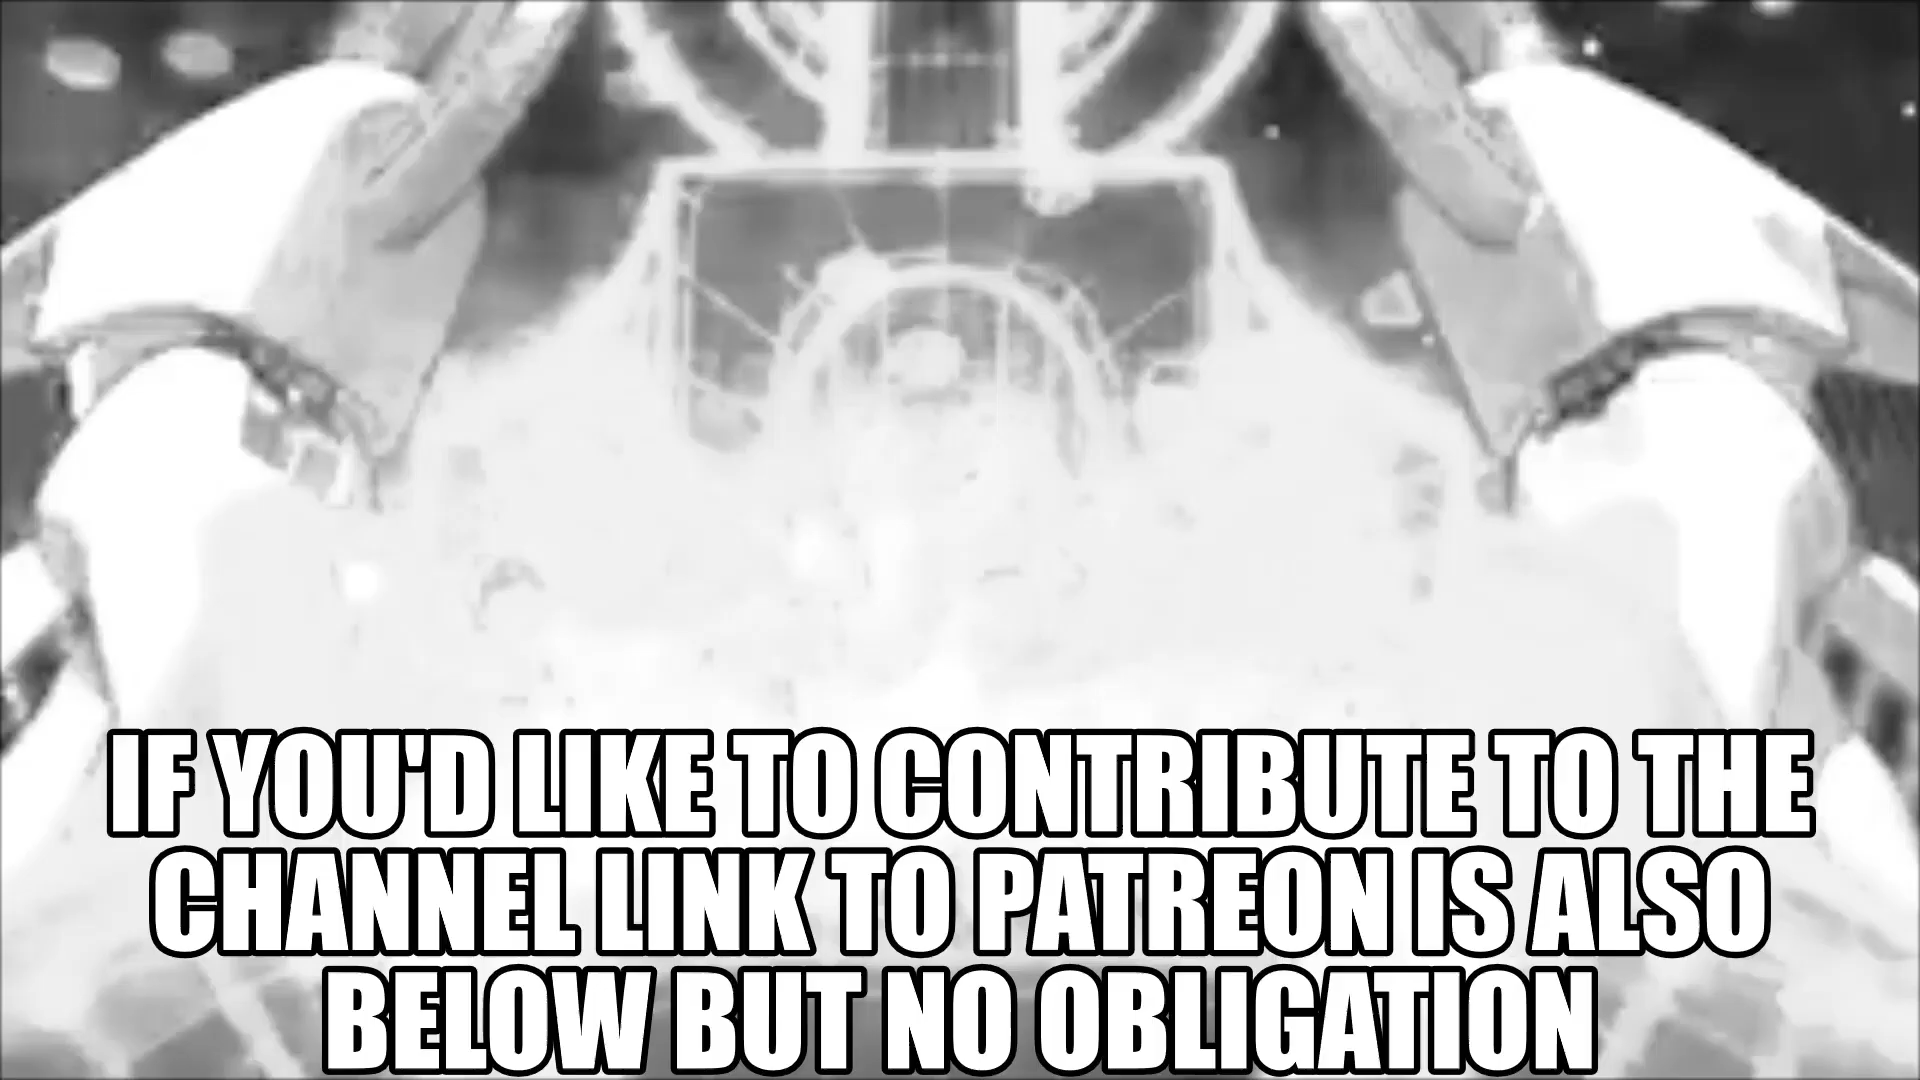 IF YOU'D LIKE TO CONTRIBUTE TO THE
CHANNEL LINK TO PATREON IS ALSO
BELOW BUT NO OBLIGATION